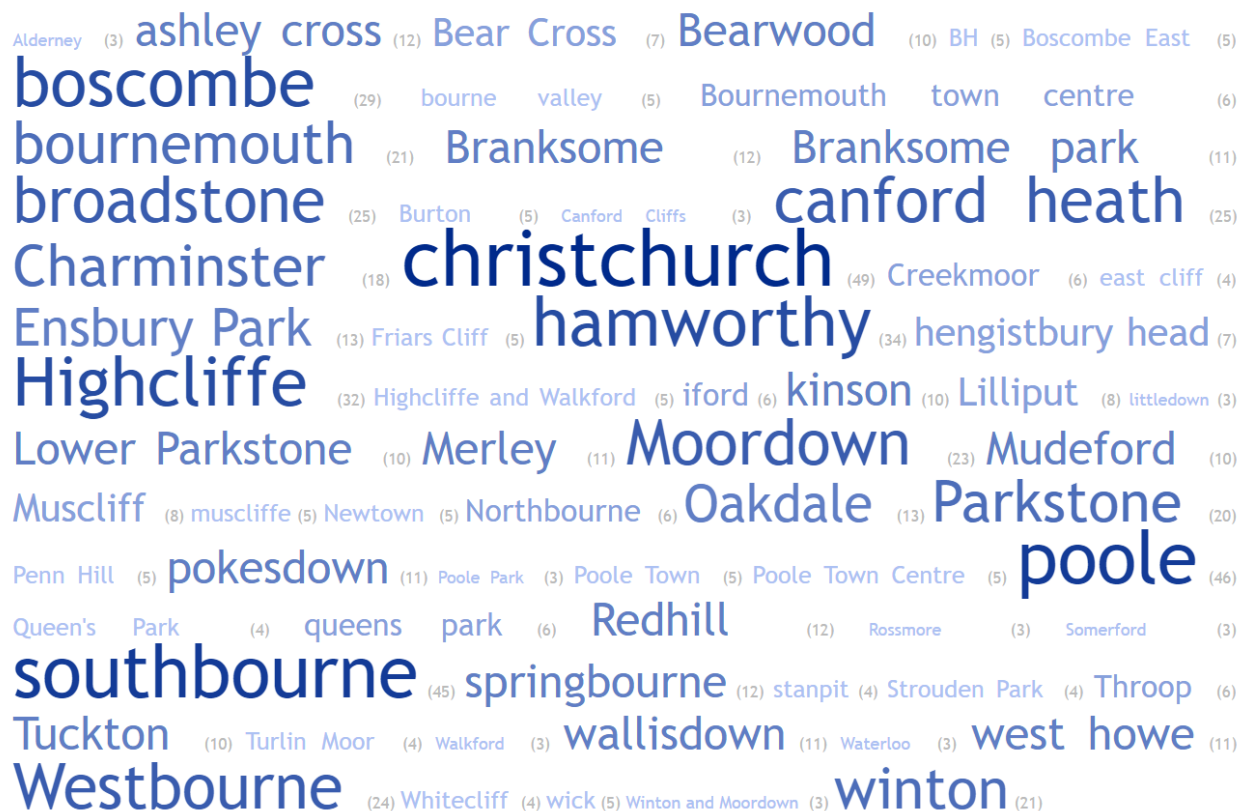 Alderney (3) ashley cross (12) Bear Cross (7) Bearwood (10) BH (5) Boscombe East (5)
boscombe (29) bourne valley (5) Bournemouth town centre (6)
bournemouth (21) Branksome (12) Branksome park (11)
broadstone (25) Burton (5) Canford Cliffs (3) canford heath (25)
Charminster (18) christchurch (49) Creekmoor (6) east cliff (4)
Ensbury Park (13) Friars Cliff (5) hamworthy (34) hengistbury head (7)
Highcliffe (32) Highcliffe and Walkford (5) iford (6) kinson (10) Lilliput (8) littledown (3)
Lower Parkstone (10) Merley (11) Moordown (23) Mudeford (10)
Muscliff (8) muscliffe (5) Newtown (5) Northbourne (6) Oakdale (13) Parkstone (20)
Penn Hill (5) pokesdown (11) Poole Park (3) Poole Town (5) Poole Town Centre (5) poole (46)
Queen's Park (4) queens park (6) Redhill (12) Rossmore (3) Somerford (3)
southbourne (45) springbourne (12) stanpit (4) Strouden Park (4) Throop (6)
Tuckton (10) Turlin Moor (4) Walkford (3) wallisdown (11) Waterloo (3) west howe (11)
Westbourne (24) Whitecliff (4) wick (5) Winton and Moordown (3) winton (21)